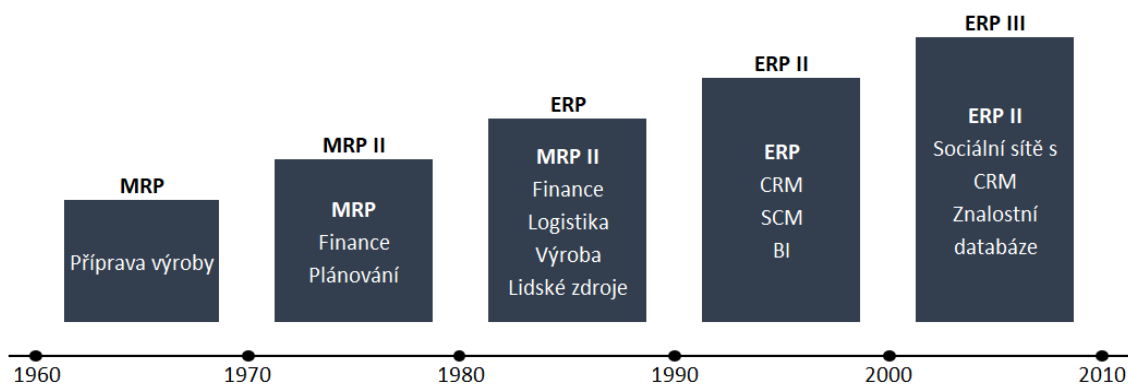 MRP
Příprava výroby
MRP II
MRP
Finance
Plánování
ERP
MRP II
Finance
Logistika
Výroba
Lidské zdroje
ERP II
ERP
CRM
SCM
BI
ERP III
ERP II
Sociální sítě s
CRM
Znalostní
databáze
1960
1970
1980
1990
2000
2010